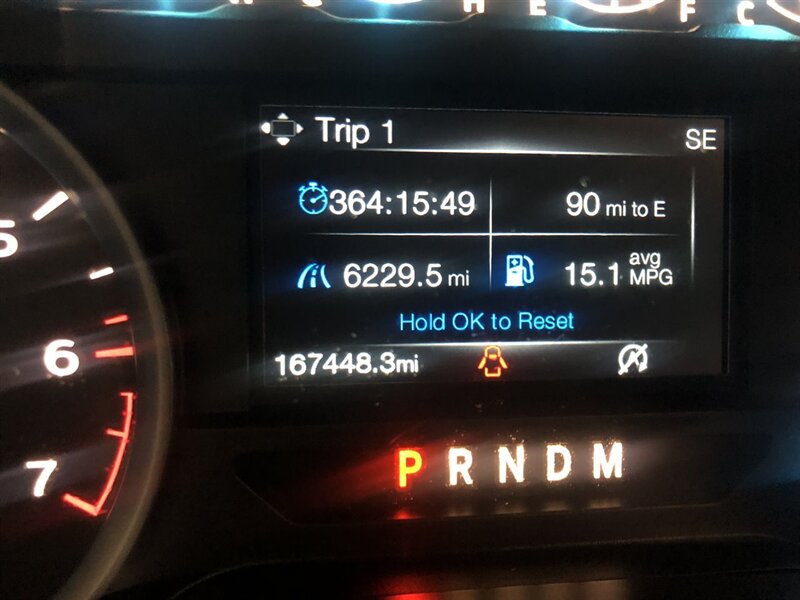 H E F C
Trip 1 SE
364:15:49 90 mi to E
6229.5 mi 15.1 avg MPG
Hold OK to Reset
167448.3mi
5
6
7
P R N D M